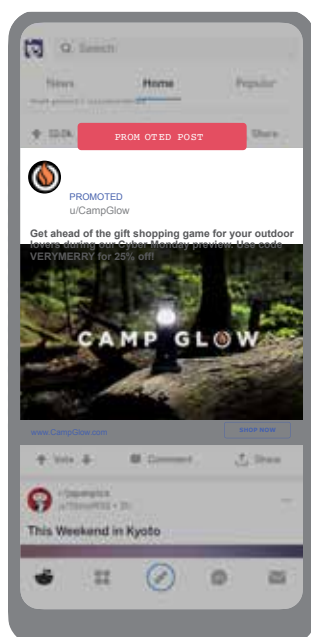 Search
News Home Popular
Share
PROMOTED POST
PROMOTED
u/CampGlow
Get ahead of the gift shopping game for your outdoor
lovers during our Cyber Monday preview. Use code
VERYMERRY for 25% off!
CAMP GLOW
www.CampGlow.com SHOP NOW
Vote Comment Share
This Weekend in Kyoto